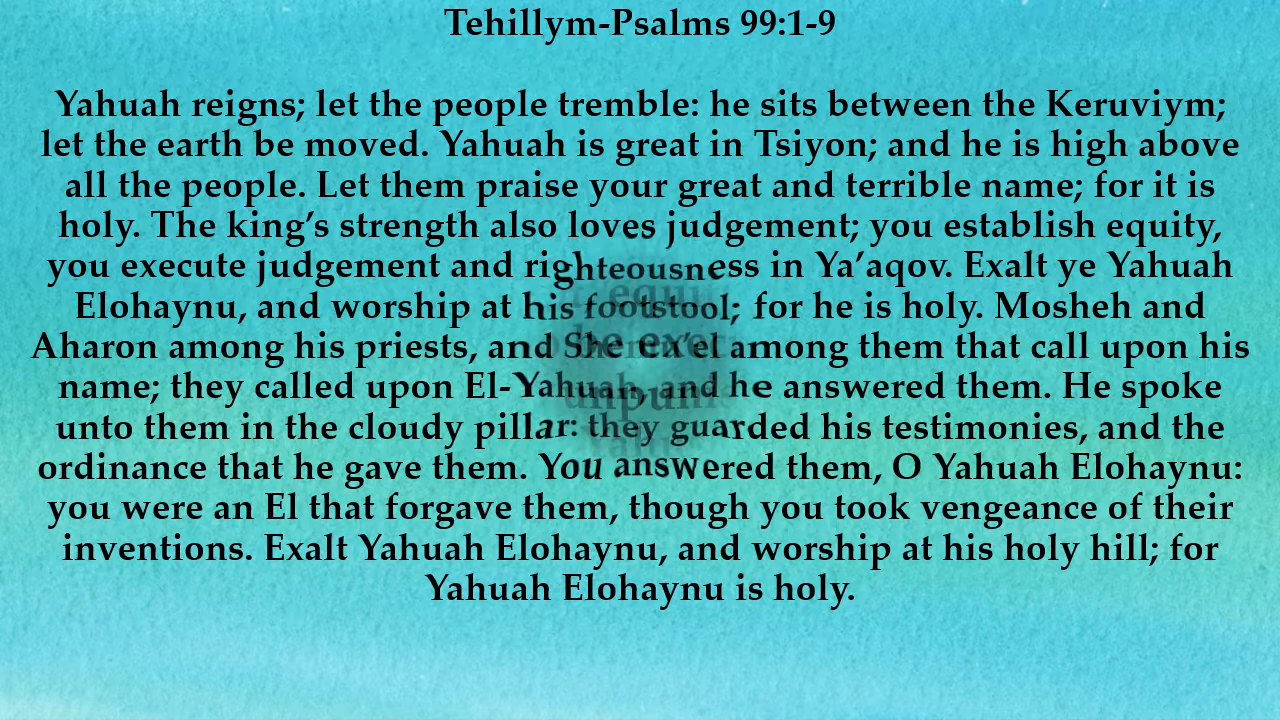 Tehillym-Psalms 99:1-9
Yahuah reigns; let the people tremble: he sits between the Keruviym;
let the earth be moved. Yahuah is great in Tsiyon; and he is high above
all the people. Let them praise your great and terrible name; for it is
holy. The king’s strength also loves judgement; you establish equity,
you execute judgement and righteousness in Ya’aqov. Exalt ye Yahuah
Elohaynu, and worship at his footstool; for he is holy. Mosheh and
Aharon among his priests, and among them that call upon his
name; they called upon El-Yahuah, and he answered them. He spoke
unto them in the cloudy pillar: they guarded his testimonies, and the
ordinance that he gave them. You answered them, O Yahuah Elohaynu:
you were an El that forgave them, though you took vengeance of their
inventions. Exalt Yahuah Elohaynu, and worship at his holy hill; for
Yahuah Elohaynu is holy.